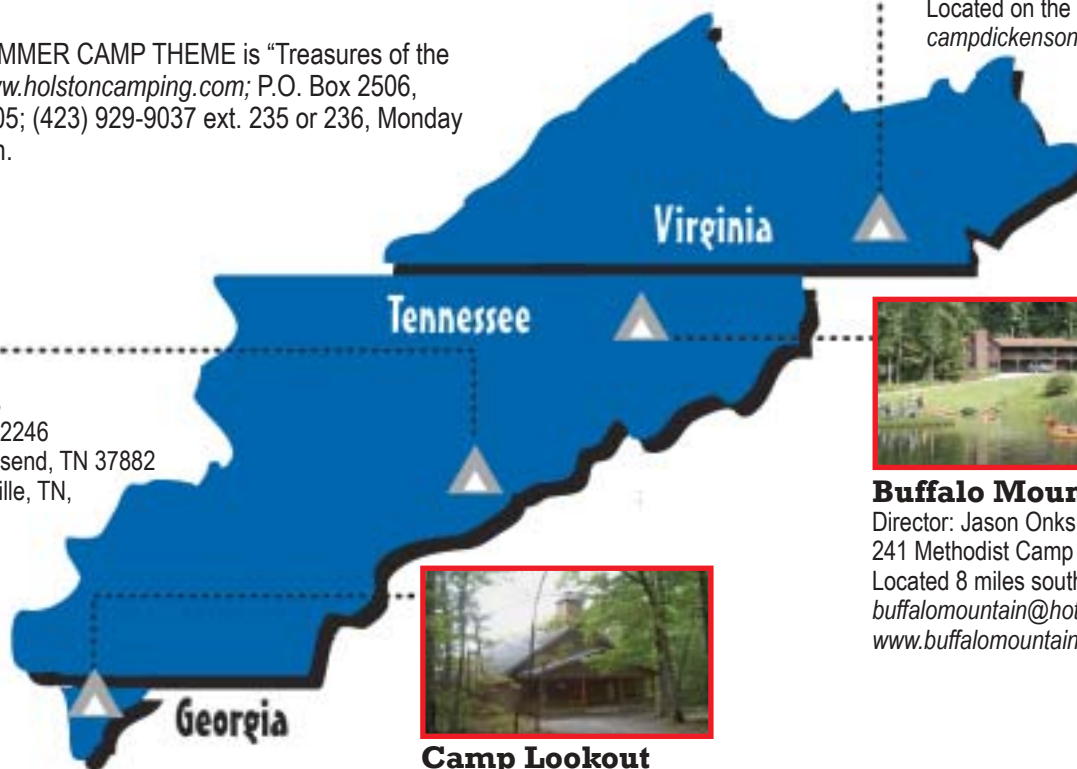 MMER CAMP THEME is “Treasures of the
w.holstoncamping.com; P.O. Box 2506,
05; (423) 929-9037 ext. 235 or 236, Monday
Located on the
campdickenson
Virginia
Tennessee
2246
send, TN 37882
ille, TN,
Buffalo Moun
Director: Jason Onks
241 Methodist Camp
Located 8 miles south
buffalomountain@hot
www.buffalomountain
Georgia
Camp Lookout